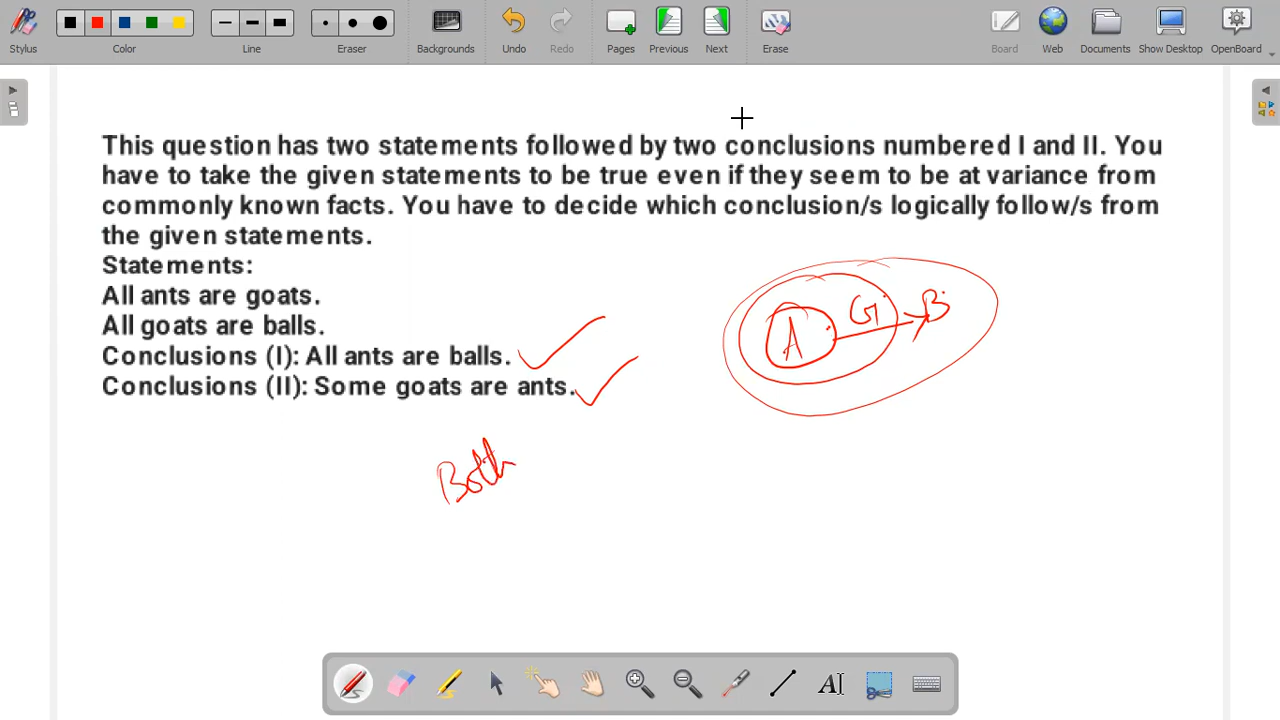 Stylus Color Line Eraser Backgrounds Undo Redo Pages Previous Next Erase Board Web Documents Show Desktop OpenBoard
This question has two statements followed by two conclusions numbered I and II. You
have to take the given statements to be true even if they seem to be at variance from
commonly known facts. You have to decide which conclusion/s logically follow/s from
the given statements.
Statements:
All ants are goats.
All goats are balls.
Conclusions (I): All ants are balls.
Conclusions (II): Some goats are ants.
A G B
Both
AI